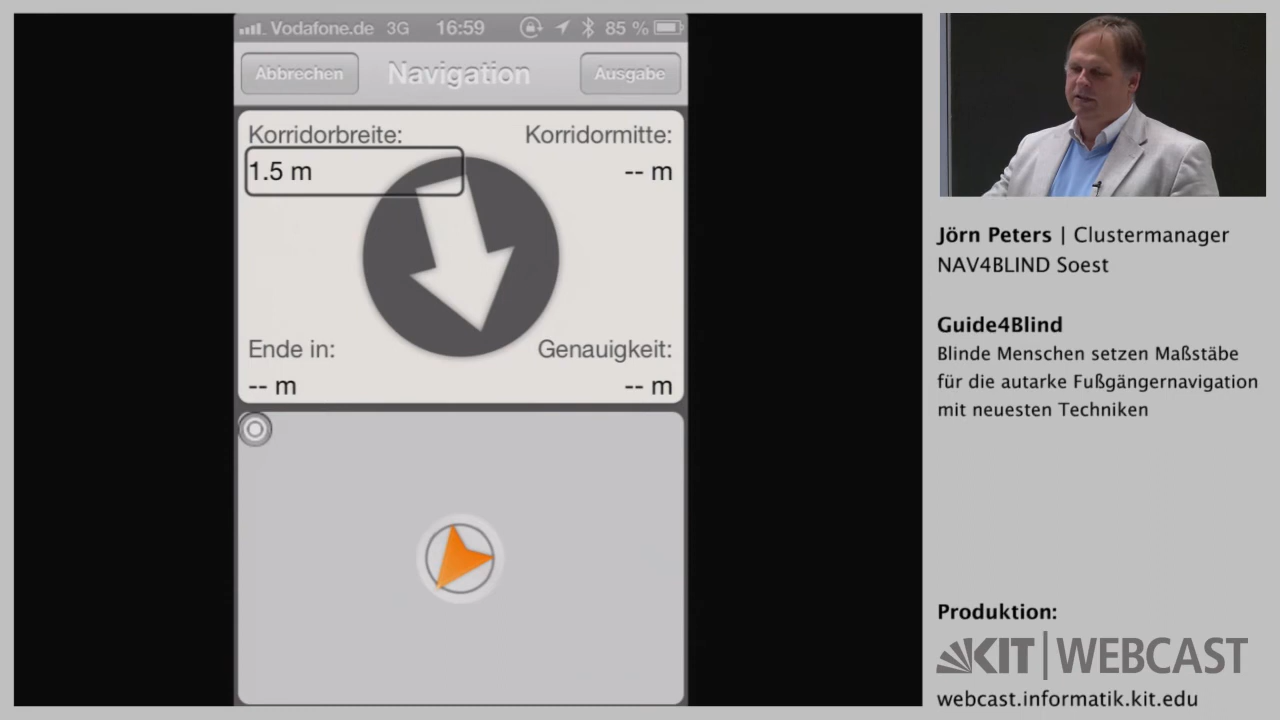 Vodafone.de 3G 16:59 85 %
Abbrechen Navigation Ausgabe
Korridorbreite: Korridormitte:
1.5 m -- m
Ende in: Genauigkeit:
-- m -- m
Jörn Peters | Clustermanager
NAV4BLIND Soest
Guide4Blind
Blinde Menschen setzen Maßstäbe
für die autarke Fußgängernavigation
mit neuesten Techniken
Produktion:
KIT | WEBCAST
webcast.informatik.kit.edu